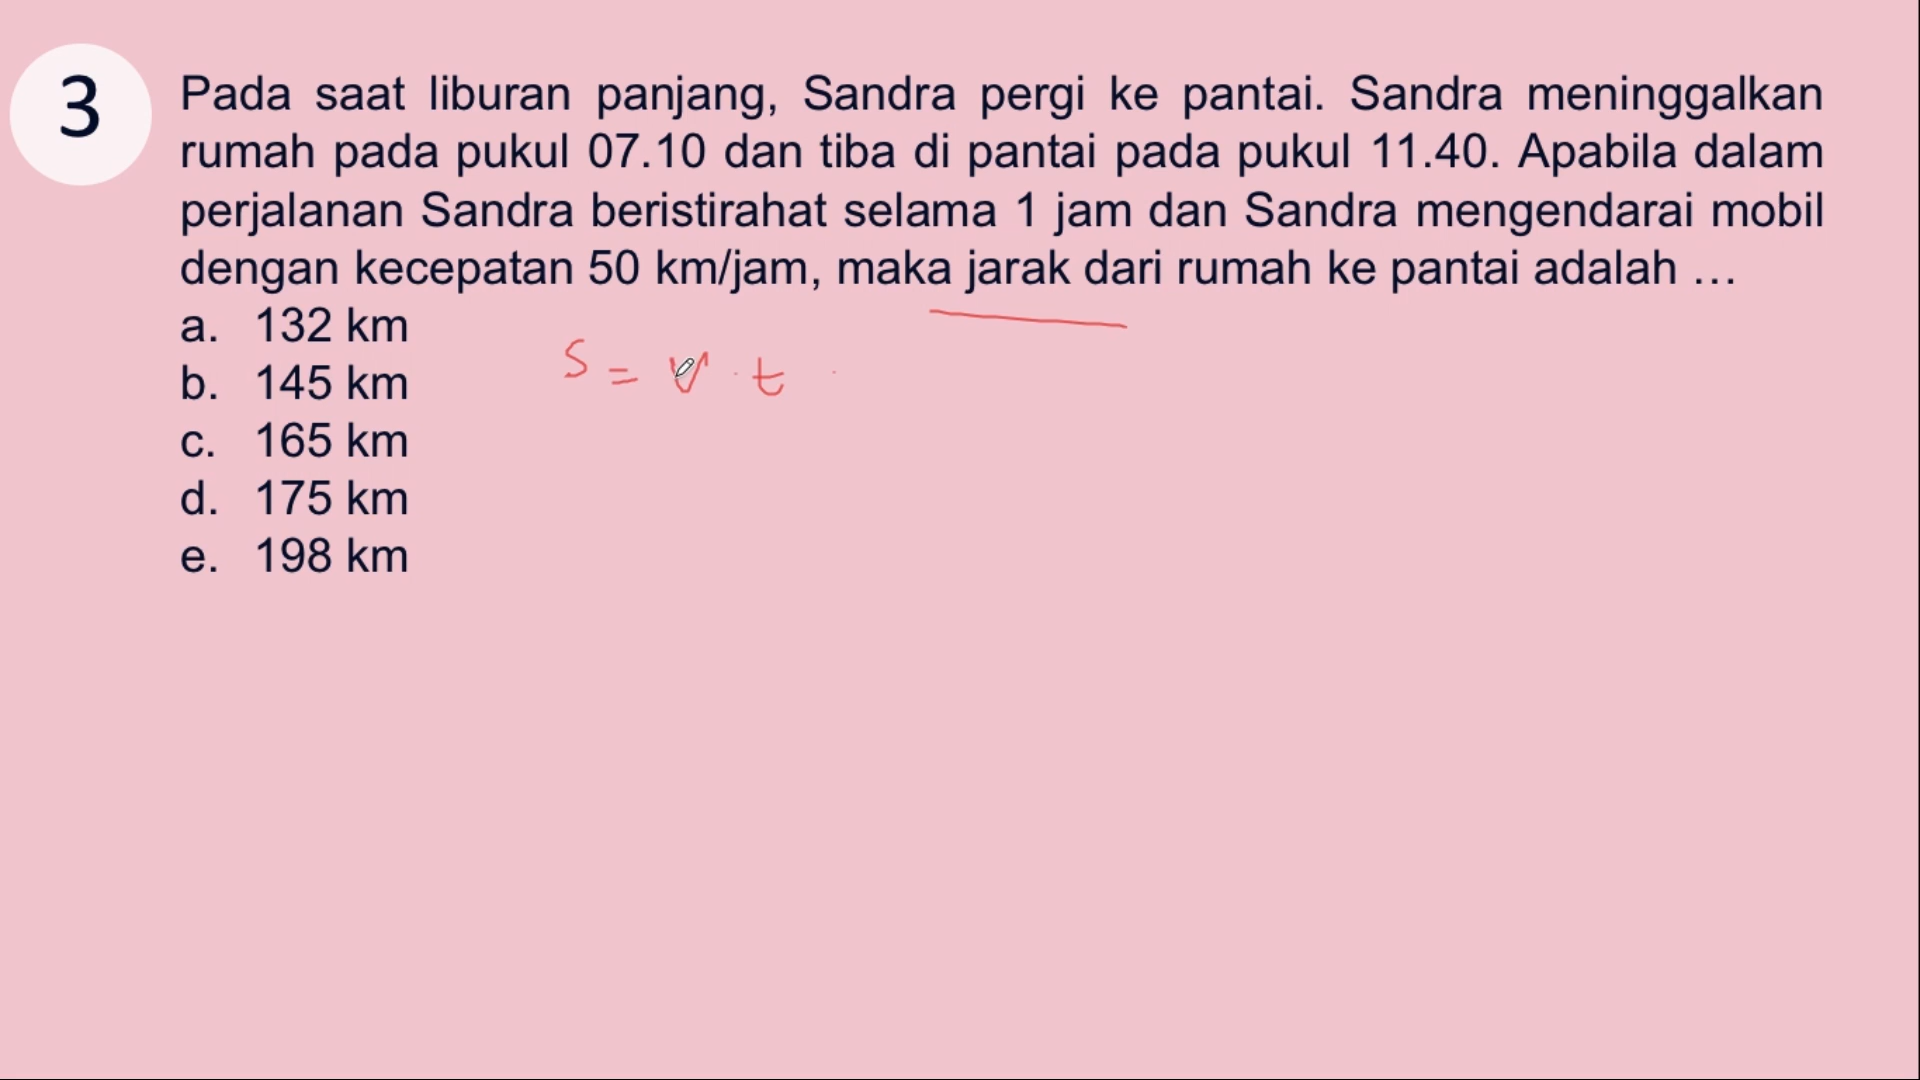 3
Pada saat liburan panjang, Sandra pergi ke pantai. Sandra meninggalkan
rumah pada pukul 07.10 dan tiba di pantai pada pukul 11.40. Apabila dalam
perjalanan Sandra beristirahat selama 1 jam dan Sandra mengendarai mobil
dengan kecepatan 50 km/jam, maka jarak dari rumah ke pantai adalah …
a. 132 km
b. 145 km
c. 165 km
d. 175 km
e. 198 km
S = v · t